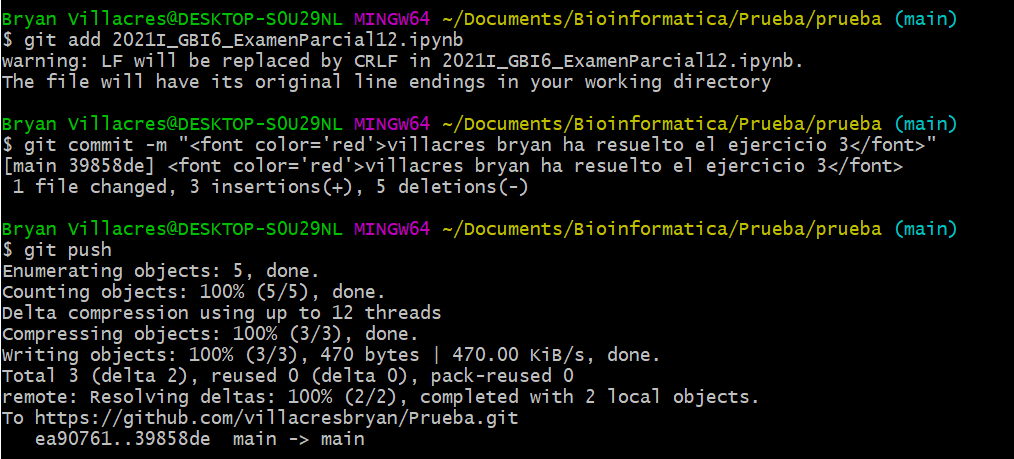 Bryan Villacres@DESKTOP-S0U29NL MINGW64 ~/Documents/Bioinformatica/Prueba/prueba (main)
$ git add 2021I_GBI6_ExamenParcial12.ipynb
warning: LF will be replaced by CRLF in 2021I_GBI6_ExamenParcial12.ipynb.
The file will have its original line endings in your working directory
Bryan Villacres@DESKTOP-S0U29NL MINGW64 ~/Documents/Bioinformatica/Prueba/prueba (main)
$ git commit -m "<font color='red'>villacres bryan ha resuelto el ejercicio 3</font>"
[main 39858de] <font color='red'>villacres bryan ha resuelto el ejercicio 3</font>
 1 file changed, 3 insertions(+), 5 deletions(-)
Bryan Villacres@DESKTOP-S0U29NL MINGW64 ~/Documents/Bioinformatica/Prueba/prueba (main)
$ git push
Enumerating objects: 5, done.
Counting objects: 100% (5/5), done.
Delta compression using up to 12 threads
Compressing objects: 100% (3/3), done.
Writing objects: 100% (3/3), 470 bytes | 470.00 KiB/s, done.
Total 3 (delta 2), reused 0 (delta 0), pack-reused 0
remote: Resolving deltas: 100% (2/2), completed with 2 local objects.
To https://github.com/villacresbryan/Prueba.git
   ea90761..39858de  main -> main